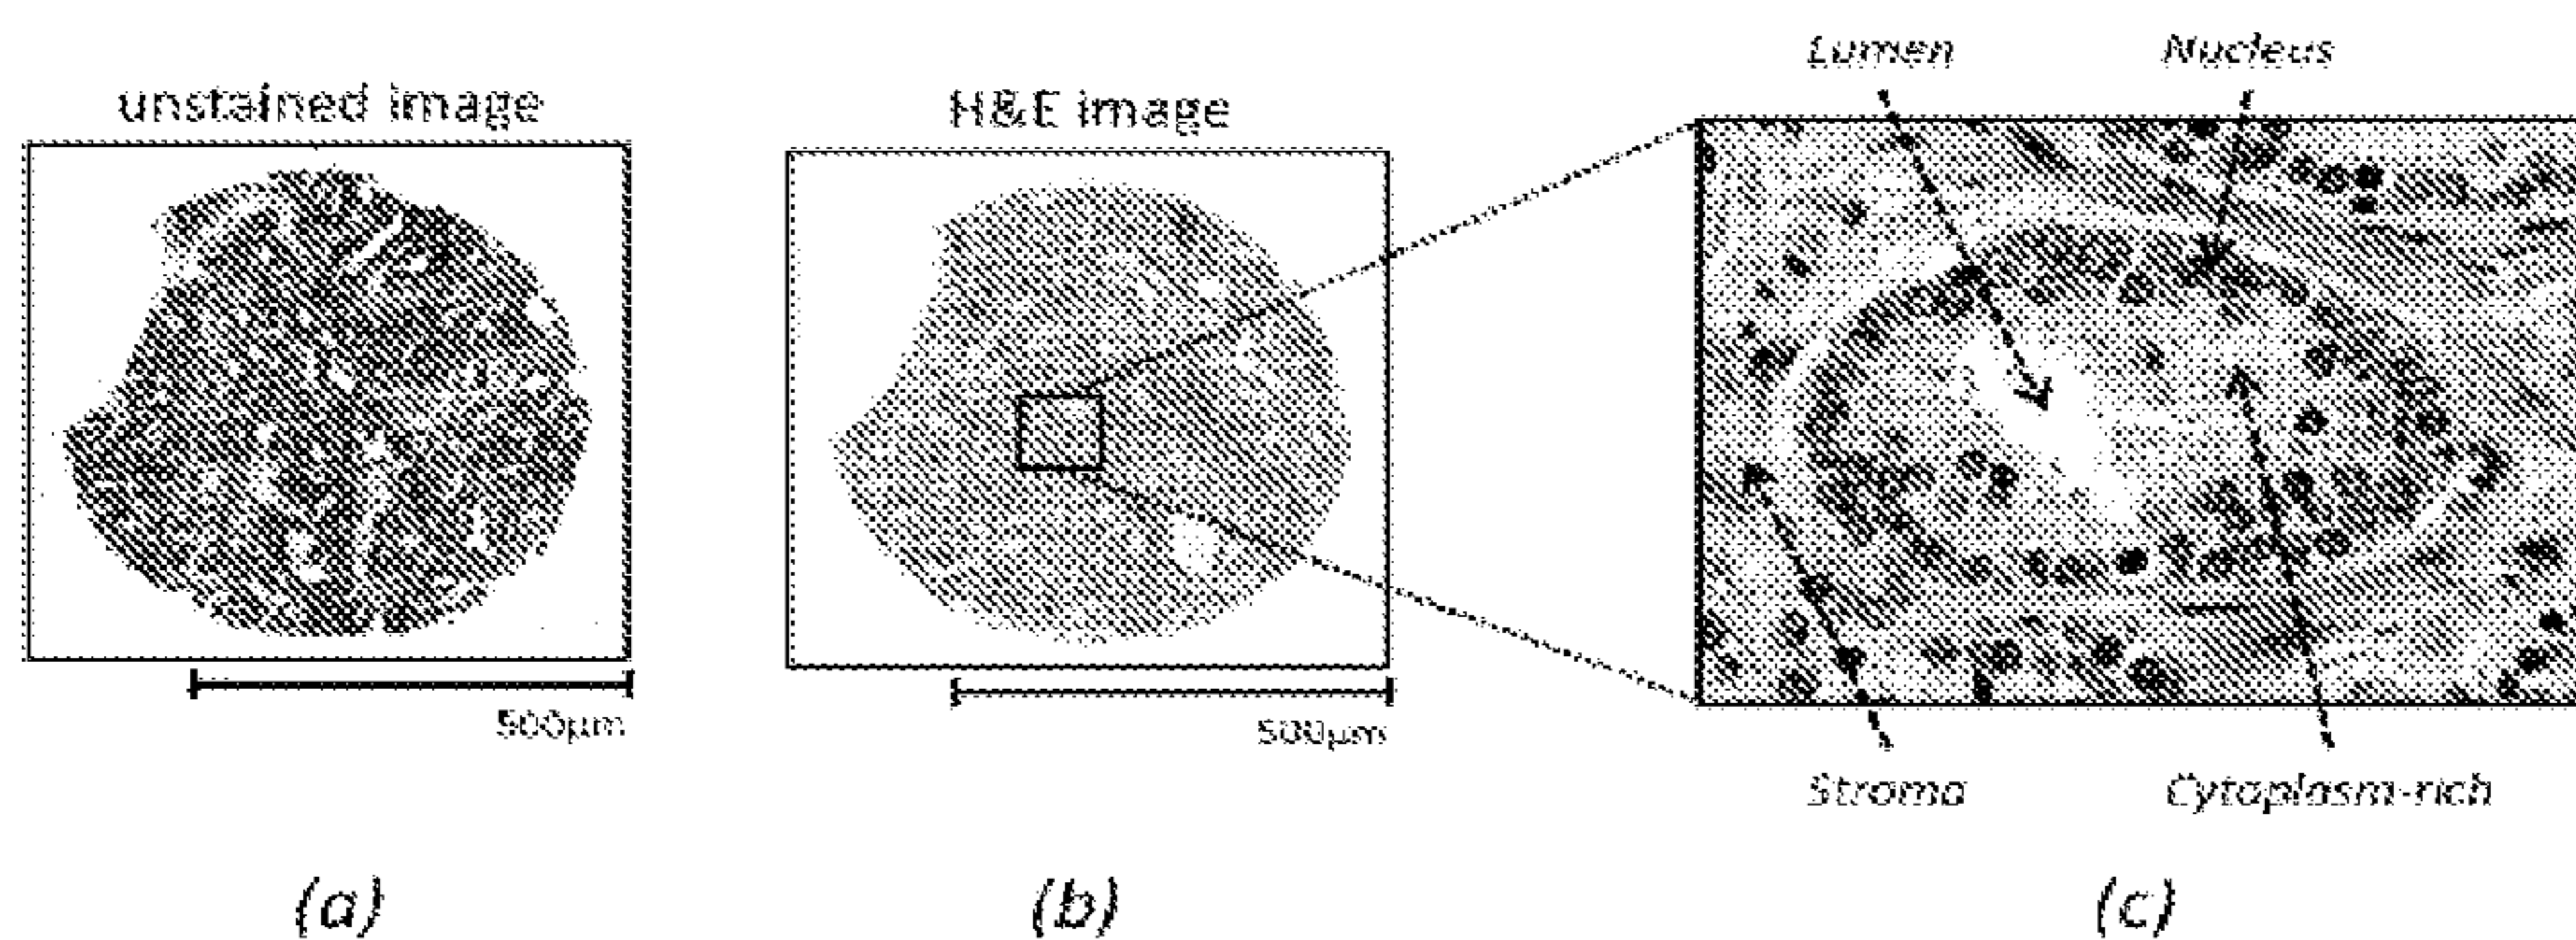 Lumen
Nucleus
unstained image
H&E image
500µm
500µm
Stroma
Cytoplasm-rich
(a)
(b)
(c)